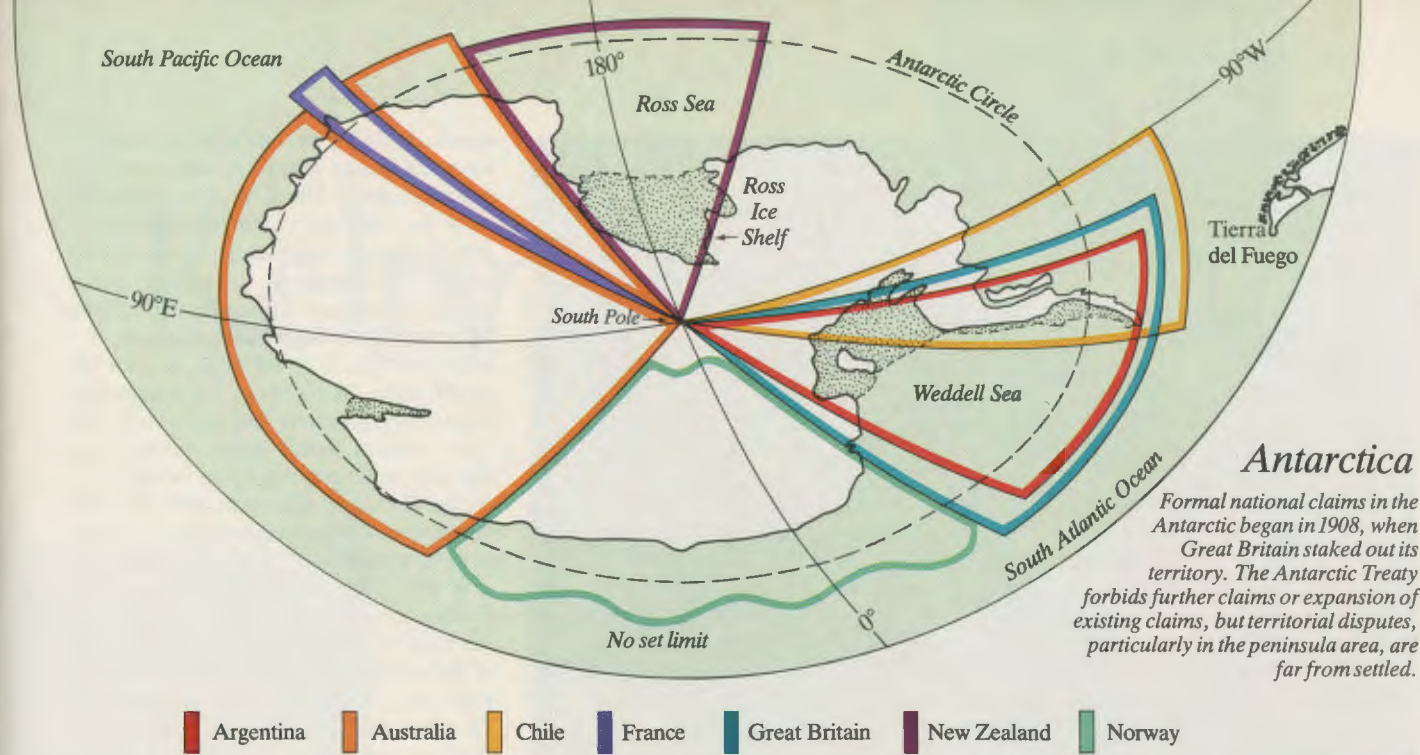 South Pacific Ocean
180°
Antarctic Circle
90°W
Ross Sea
Ross
Ice
Shelf
Tierra
del Fuego
90°E
South Pole
Weddell Sea
South Atlantic Ocean
0°
No set limit
Antarctica
Formal national claims in the
Antarctic began in 1908, when
Great Britain staked out its
territory. The Antarctic Treaty
forbids further claims or expansion of
existing claims, but territorial disputes,
particularly in the peninsula area, are
far from settled.
Argentina
Australia
Chile
France
Great Britain
New Zealand
Norway